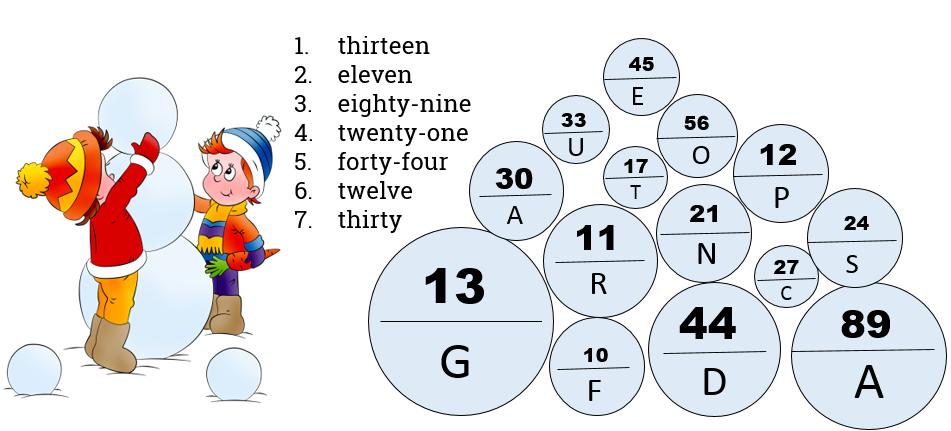 1. thirteen
2. eleven
3. eighty-nine
4. twenty-one
5. forty-four
6. twelve
7. thirty
45
E
33
U
56
O
12
P
30
A
17
T
21
N
24
S
11
R
27
C
13
G
10
F
44
D
89
A